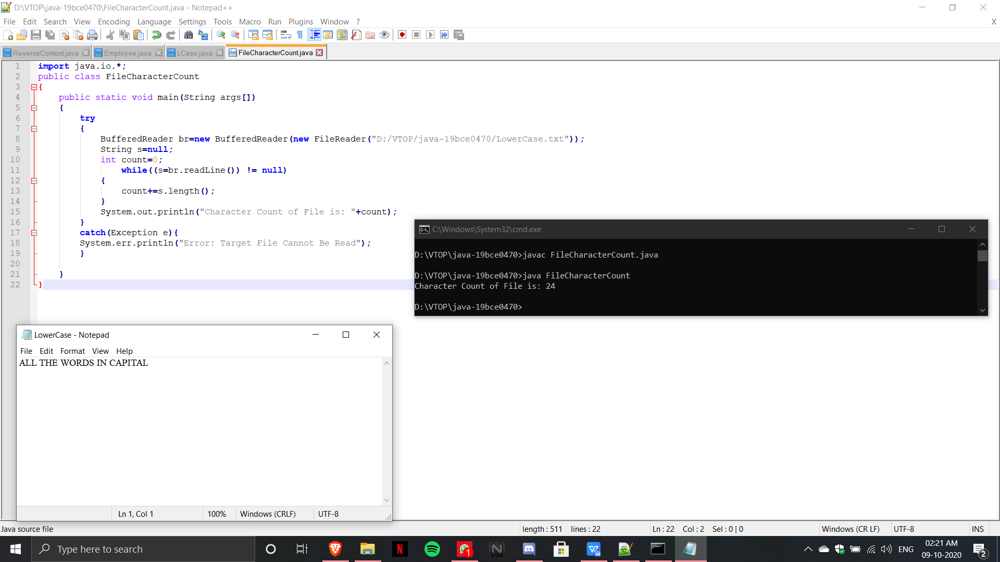 D:\VTOP\java-19bce0470\FileCharacterCount.java - Notepad++
File Edit Search View Encoding Language Settings Tools Macro Run Plugins Window ? X
ReverseContent.java Employee.java LCase.java FileCharacterCount.java
1 import java.io.*;
2 public class FileCharacterCount
3 {
4 public static void main(String args[])
5 {
6 try
7 {
8 BufferedReader br=new BufferedReader(new FileReader("D:/VTOP/java-19bce0470/LowerCase.txt"));
9 String s=null;
10 int count=0;
11 while((s=br.readLine()) != null)
12 {
13 count+=s.length();
14 }
15 System.out.println("Character Count of File is: "+count);
16 }
17 catch(Exception e){
18 System.err.println("Error: Target File Cannot Be Read");
19 }
20
21 }
22 }
C:\Windows\System32\cmd.exe
D:\VTOP\java-19bce0470>javac FileCharacterCount.java
D:\VTOP\java-19bce0470>java FileCharacterCount
Character Count of File is: 24
D:\VTOP\java-19bce0470>
LowerCase - Notepad
File Edit Format View Help
ALL THE WORDS IN CAPITAL
Ln 1, Col 1 100% Windows (CRLF) UTF-8
Java source file length : 511 lines : 22 Ln : 22 Col : 2 Sel : 0 | 0 Windows (CR LF) UTF-8 INS
Type here to search
N
1
N
ENG
02:21 AM
09-10-2020
2